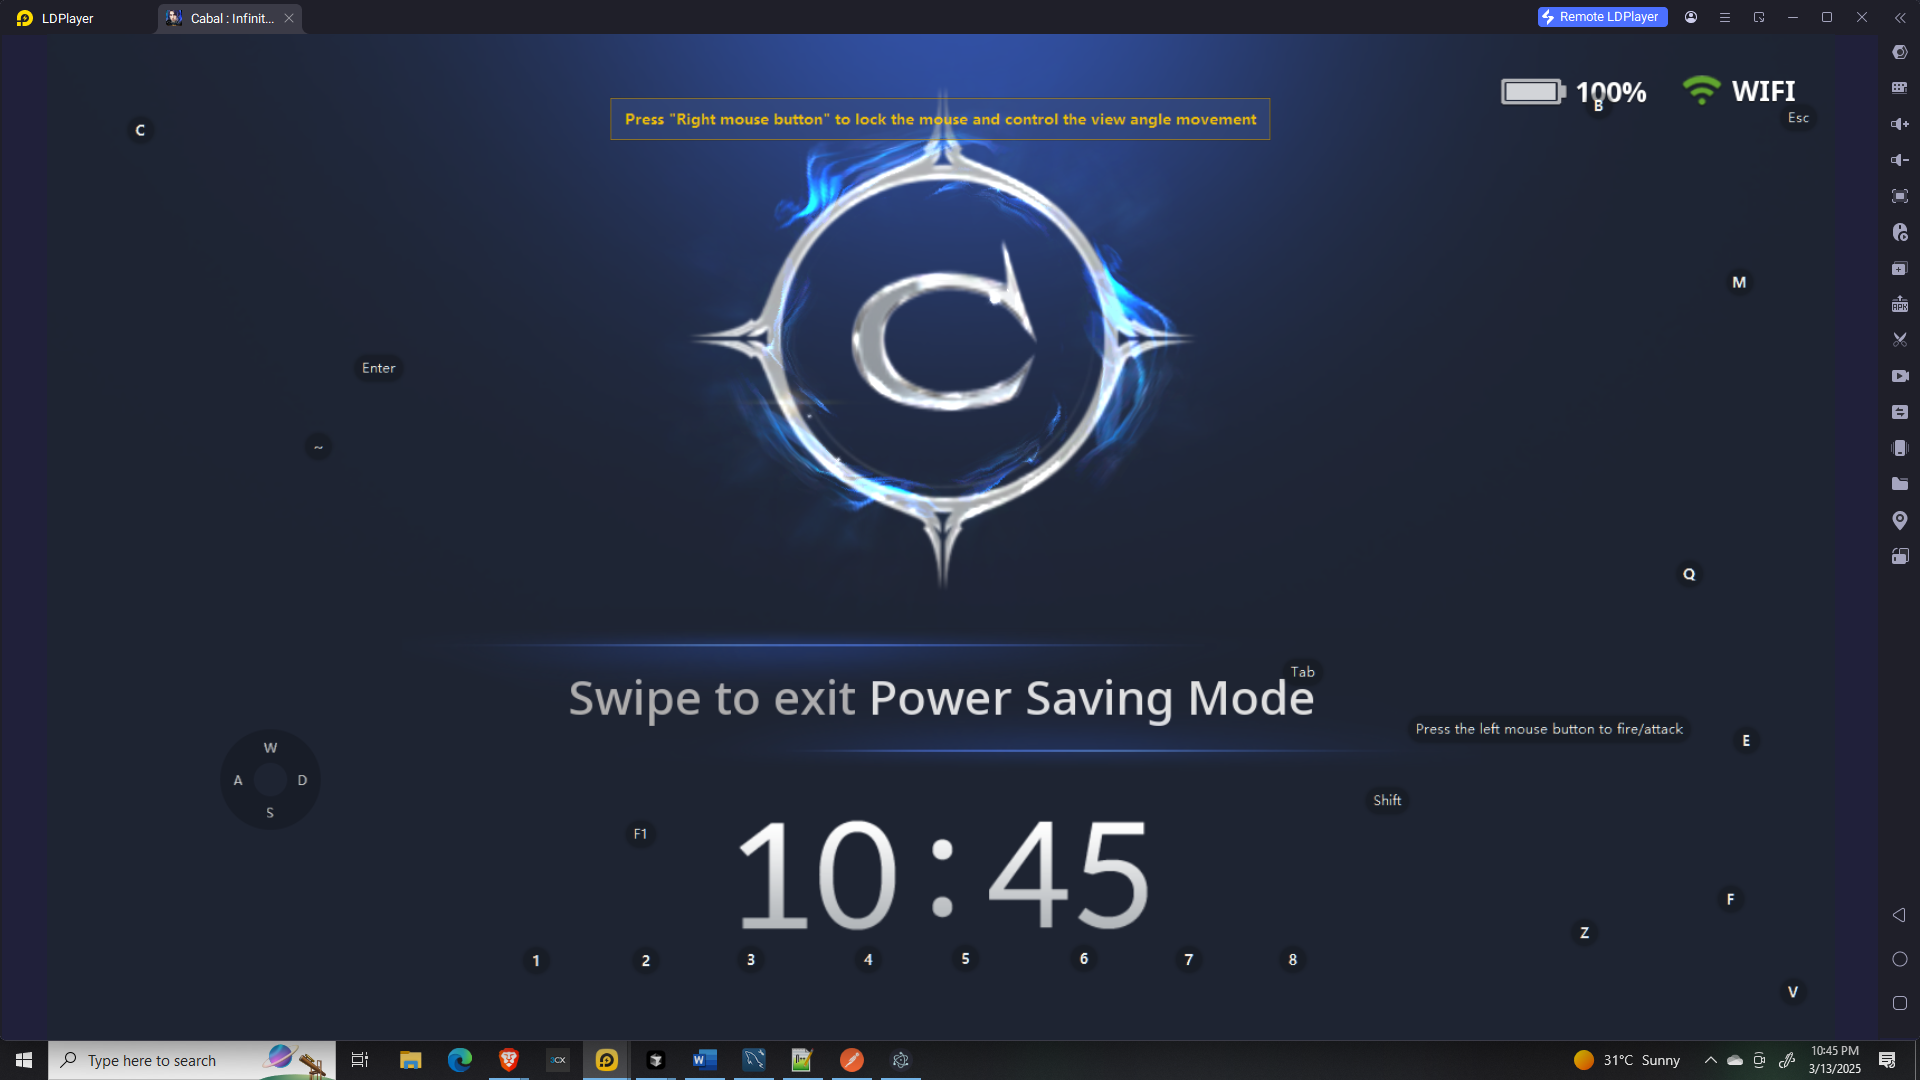 LDPlayer
Cabal : Infinit...
Remote LDPlayer
100%
WIFI
B
Esc
Press "Right mouse button" to lock the mouse and control the view angle movement
C
C
M
Enter
~
Q
Tab
Swipe to exit Power Saving Mode
Press the left mouse button to fire/attack
E
W
A
D
S
Shift
F1
10:45
F
Z
1
2
3
4
5
6
7
8
V
APK
Type here to search
3CX
W
31°C Sunny
10:45 PM
3/13/2025